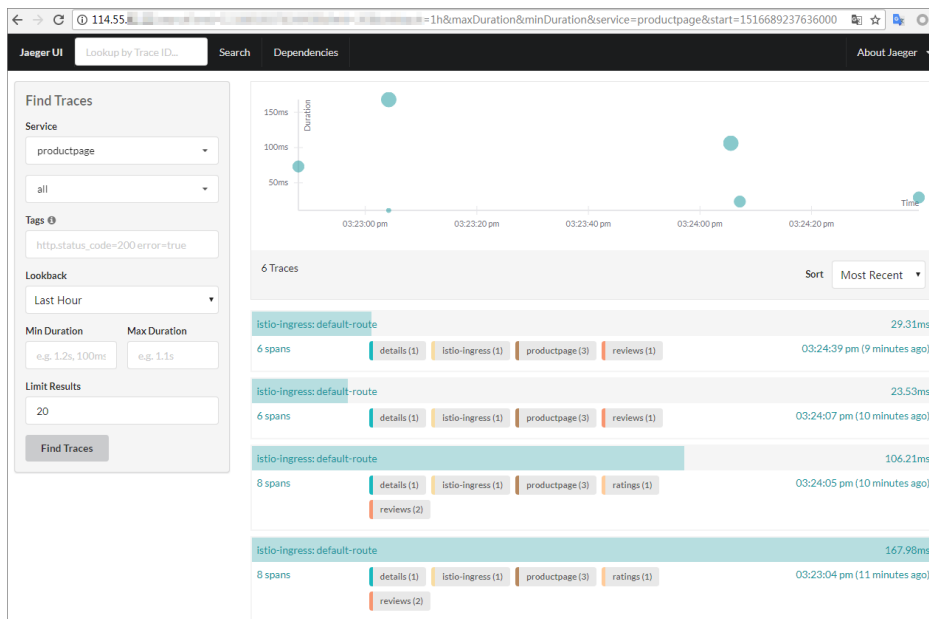 114.55.
=1h&maxDuration&minDuration&service=productpage&start=1516689237636000
Jaeger UI Lookup by Trace ID... Search Dependencies About Jaeger
Find Traces
Service
productpage
all
Tags
http.status_code=200 error=true
Lookback
Last Hour
Min Duration Max Duration
e.g. 1.2s, 100ms e.g. 1.1s
Limit Results
20
Find Traces
Duration
150ms
100ms
50ms
Time
03:23:00 pm 03:23:20 pm 03:23:40 pm 03:24:00 pm 03:24:20 pm
6 Traces Sort Most Recent
istio-ingress: default-route 29.31ms
6 spans details (1) istio-ingress (1) productpage (3) reviews (1) 03:24:39 pm (9 minutes ago)
istio-ingress: default-route 23.53ms
6 spans details (1) istio-ingress (1) productpage (3) reviews (1) 03:24:07 pm (10 minutes ago)
istio-ingress: default-route 106.21ms
8 spans details (1) istio-ingress (1) productpage (3) ratings (1) 03:24:05 pm (10 minutes ago)
reviews (2)
istio-ingress: default-route 167.98ms
8 spans details (1) istio-ingress (1) productpage (3) ratings (1) 03:23:04 pm (11 minutes ago)
reviews (2)